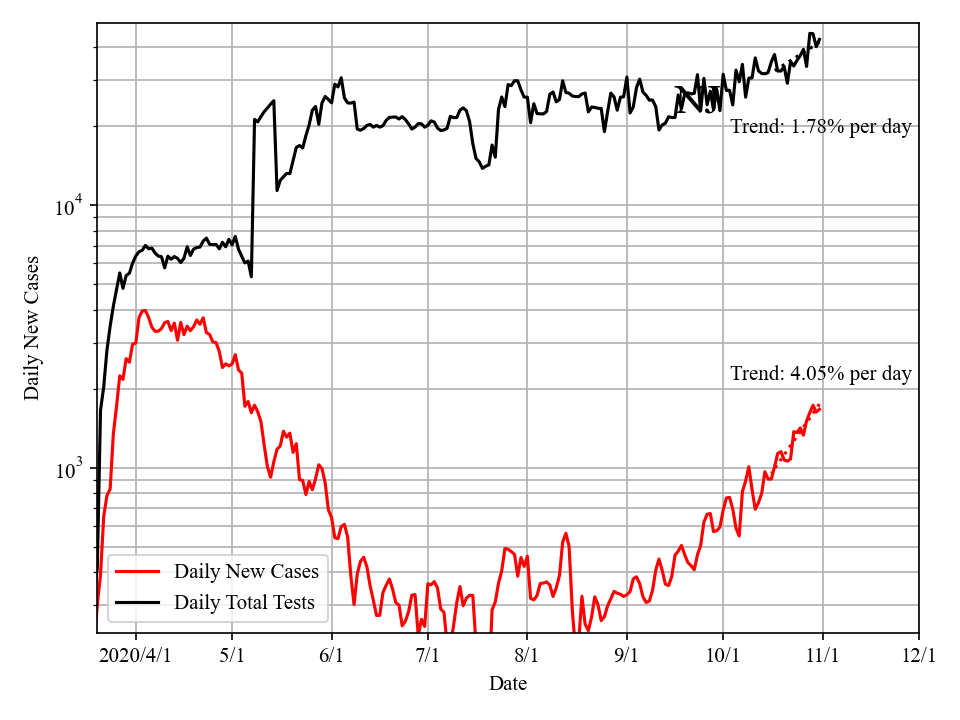 NJ
Trend: 1.78% per day
10^4
Daily New Cases
Trend: 4.05% per day
10^3
Daily New Cases
Daily Total Tests
2020/4/1 5/1 6/1 7/1 8/1 9/1 10/1 11/1 12/1
Date